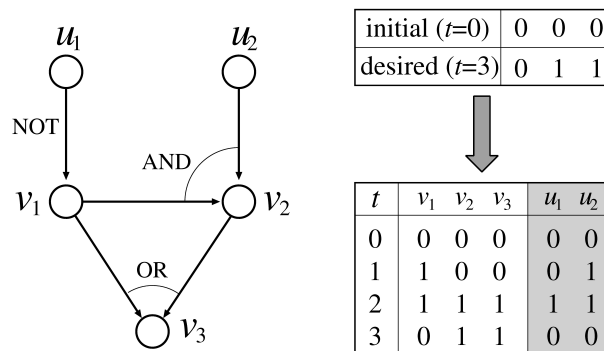 u1 u2
NOT
AND
v1 v2
OR
v3
initial (t=0) 0 0 0
desired (t=3) 0 1 1
t v1 v2 v3 u1 u2
0 0 0 0 0 0
1 1 0 0 0 1
2 1 1 1 1 1
3 0 1 1 0 0